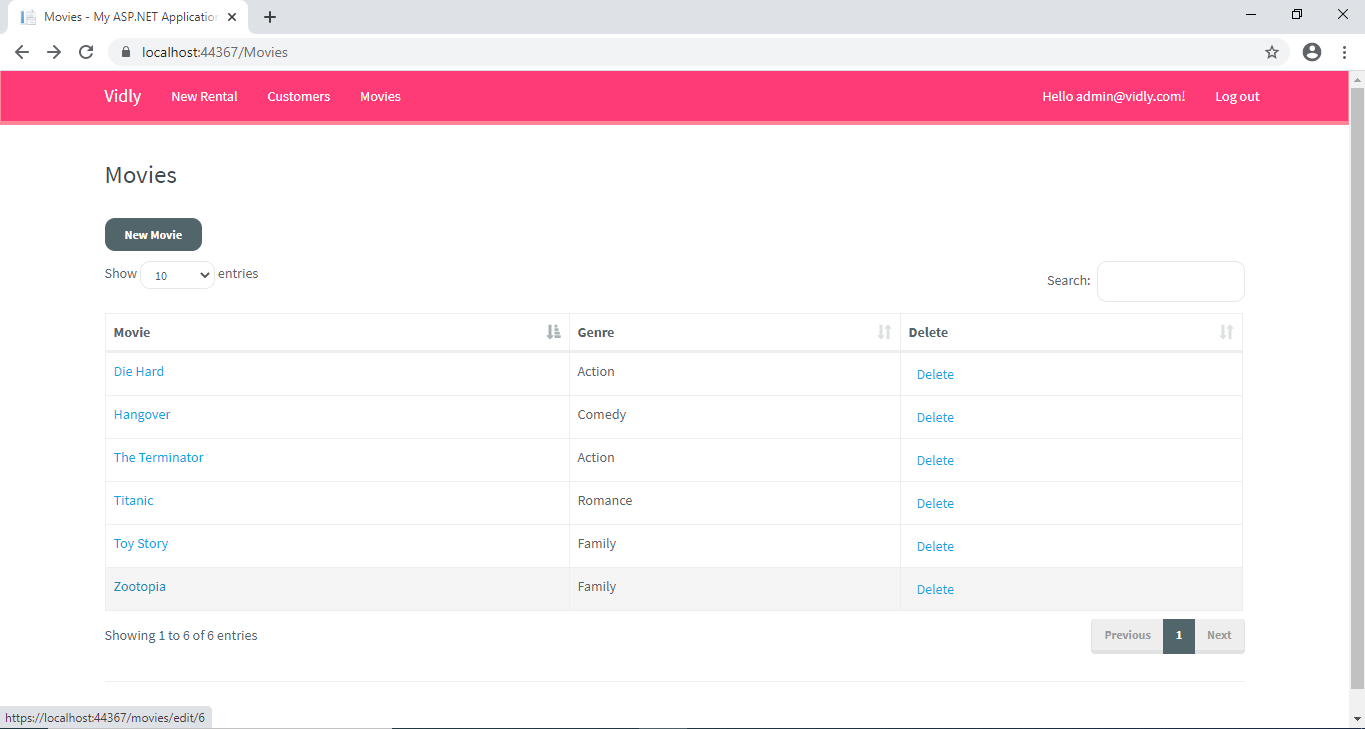 Movies - My ASP.NET Application
localhost:44367/Movies
Vidly New Rental Customers Movies Hello admin@vidly.com! Log out
Movies
New Movie
Show 10 entries Search:
Movie Genre Delete
Die Hard Action Delete
Hangover Comedy Delete
The Terminator Action Delete
Titanic Romance Delete
Toy Story Family Delete
Zootopia Family Delete
Showing 1 to 6 of 6 entries Previous 1 Next
https://localhost:44367/movies/edit/6